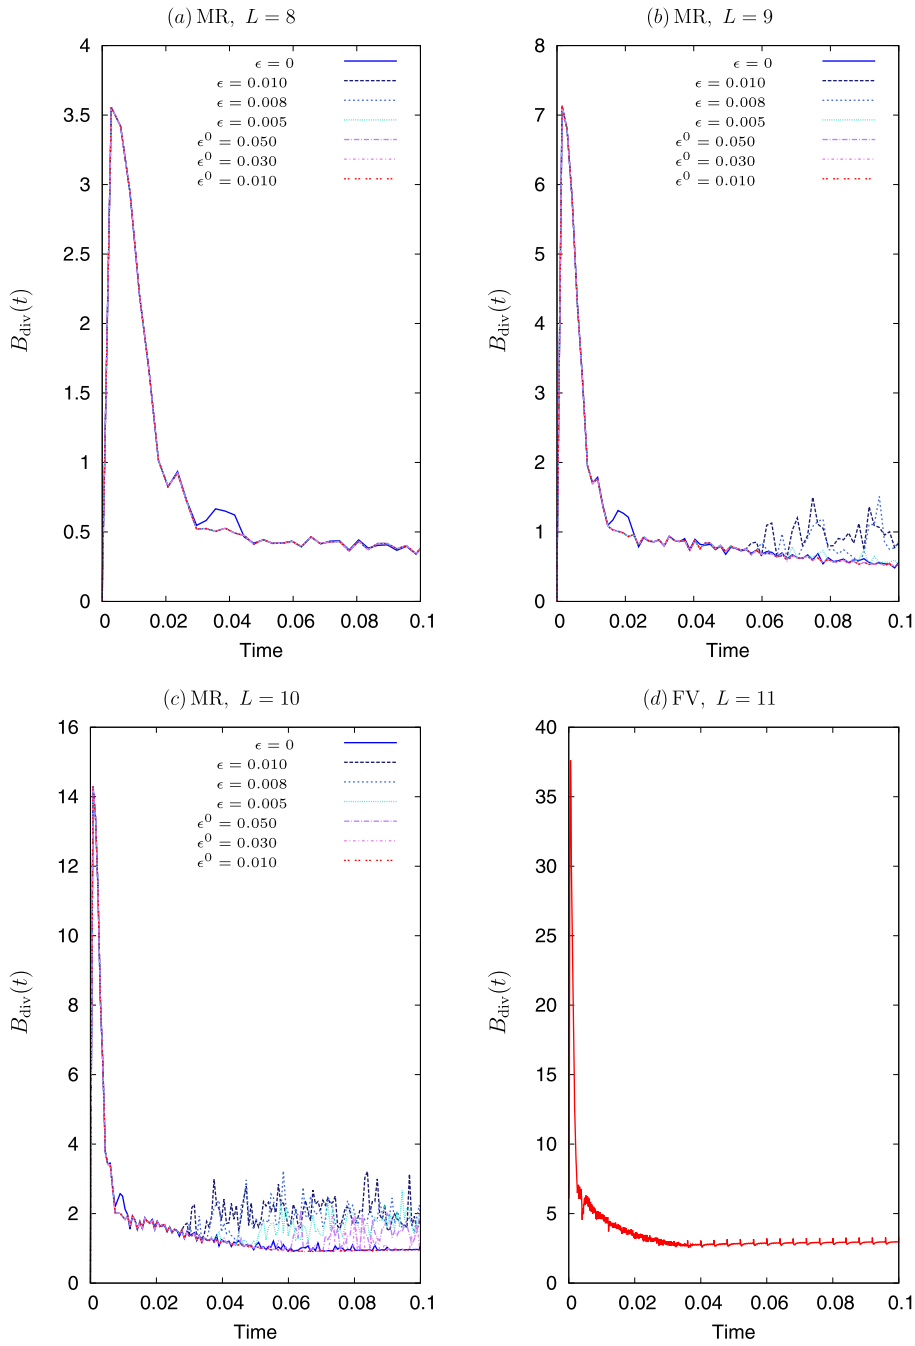 (a) MR, L = 8
4
3.5
3
2.5
2
1.5
1
0.5
0
B_div(t)
ϵ = 0
ϵ = 0.010
ϵ = 0.008
ϵ = 0.005
ϵ⁰ = 0.050
ϵ⁰ = 0.030
ϵ⁰ = 0.010
0 0.02 0.04 0.06 0.08 0.1
Time
(b) MR, L = 9
8
7
6
5
4
3
2
1
0
B_div(t)
ϵ = 0
ϵ = 0.010
ϵ = 0.008
ϵ = 0.005
ϵ⁰ = 0.050
ϵ⁰ = 0.030
ϵ⁰ = 0.010
0 0.02 0.04 0.06 0.08 0.1
Time
(c) MR, L = 10
16
14
12
10
8
6
4
2
0
B_div(t)
ϵ = 0
ϵ = 0.010
ϵ = 0.008
ϵ = 0.005
ϵ⁰ = 0.050
ϵ⁰ = 0.030
ϵ⁰ = 0.010
0 0.02 0.04 0.06 0.08 0.1
Time
(d) FV, L = 11
40
35
30
25
20
15
10
5
0
B_div(t)
0 0.02 0.04 0.06 0.08 0.1
Time